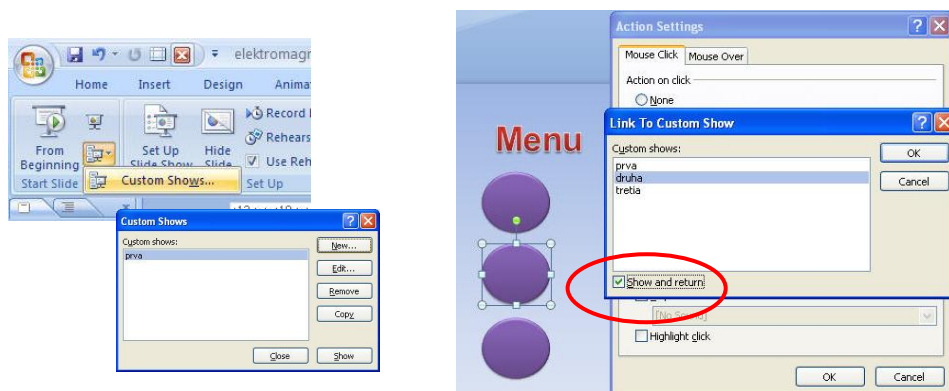 elektromagr
Home Insert Design Anima
Record
From Beginning
Set Up Slide Show
Hide Slide
Rehears
Use Reh
Start Slide
Custom Shows...
Set Up
Custom Shows
Custom shows:
prva
New...
Edit...
Remove
Copy
Close Show
Menu
Action Settings
Mouse Click Mouse Over
Action on click
None
Link To Custom Show
Custom shows:
prva
druha
tretia
OK
Cancel
Show and return
[No Sound]
Highlight click
OK Cancel